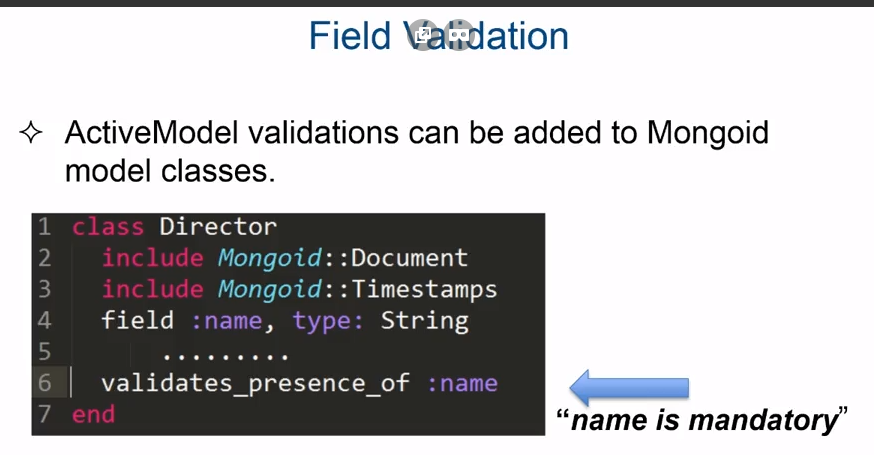 Field Validation
✧ ActiveModel validations can be added to Mongoid
model classes.
1 class Director
2   include Mongoid::Document
3   include Mongoid::Timestamps
4   field :name, type: String
5       .........
6   validates_presence_of :name
7 end
“name is mandatory”